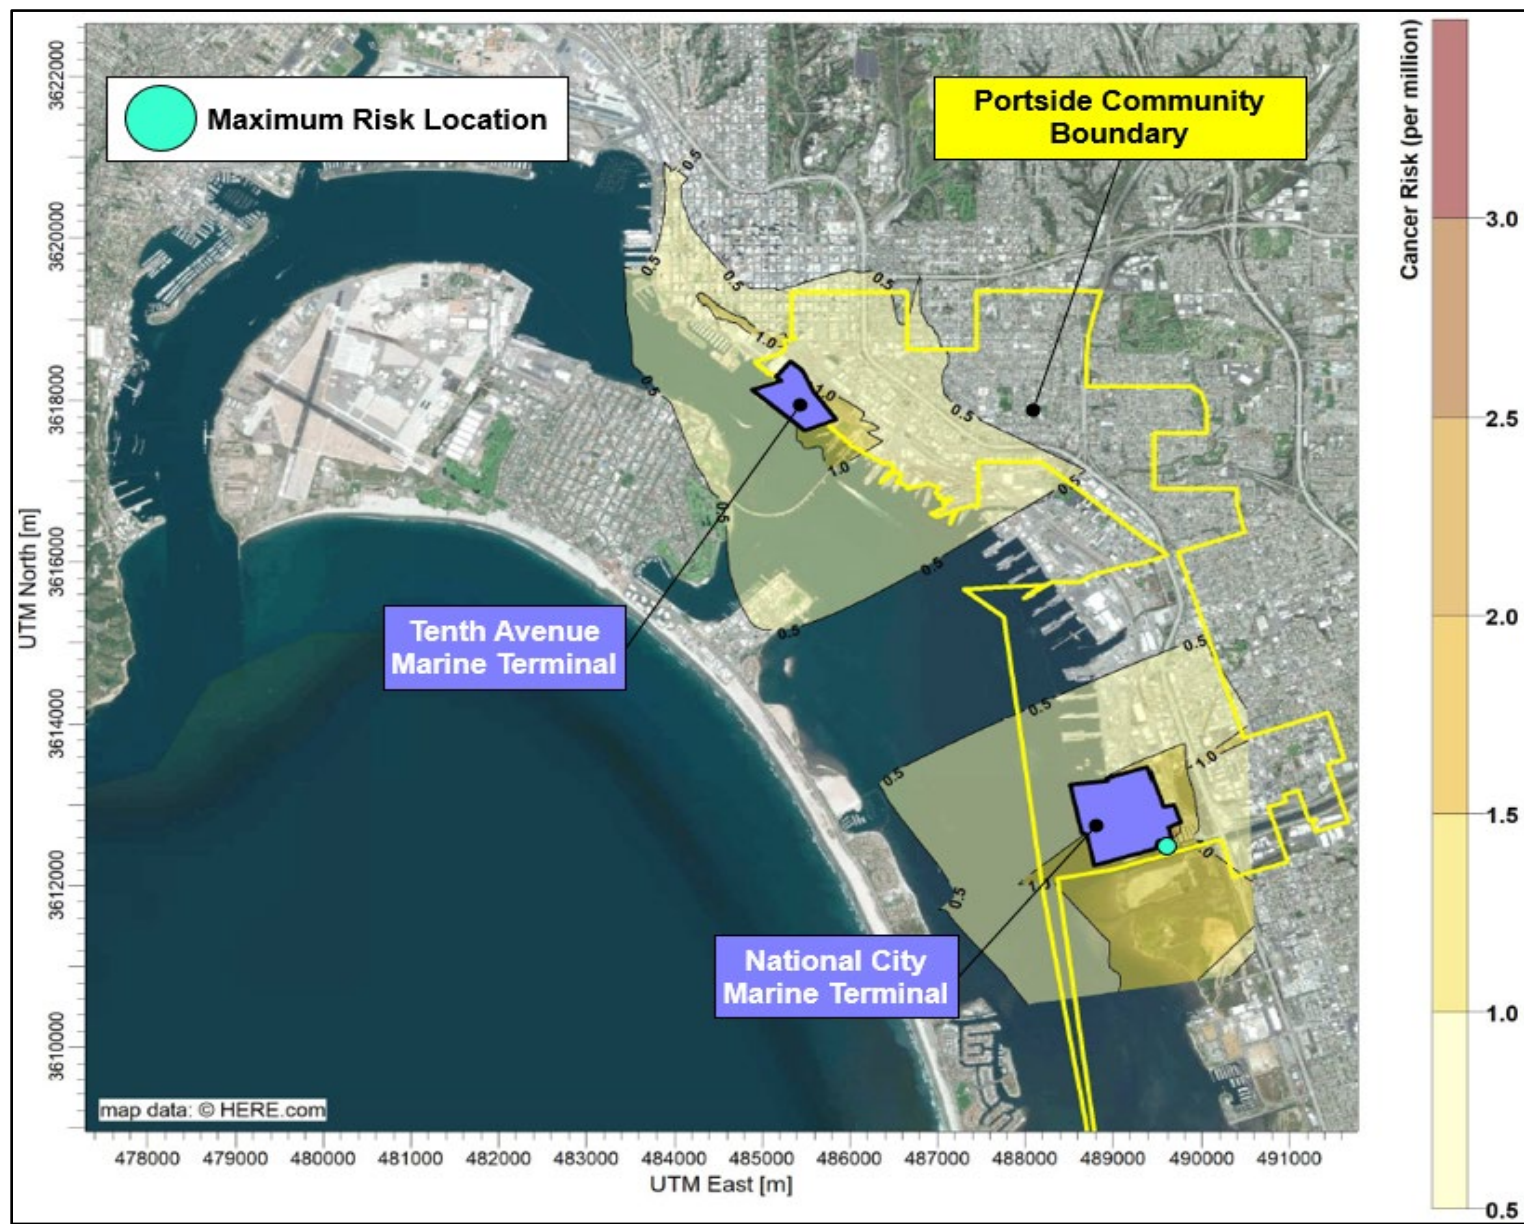 Maximum Risk Location
Portside Community
Boundary
Tenth Avenue
Marine Terminal
National City
Marine Terminal
0.5
0.5
0.5
0.5
1.0
0.5
1.0
0.5
1.0
0.5
0.5
0.5
0.5
0.5
0.5
0.5
1.0
0.5
1.0
map data: © HERE.com
UTM North [m]
3622000
3620000
3618000
3616000
3614000
3612000
3610000
478000 479000 480000 481000 482000 483000 484000 485000 486000 487000 488000 489000 490000 491000
UTM East [m]
Cancer Risk (per million)
3.0
2.5
2.0
1.5
1.0
0.5